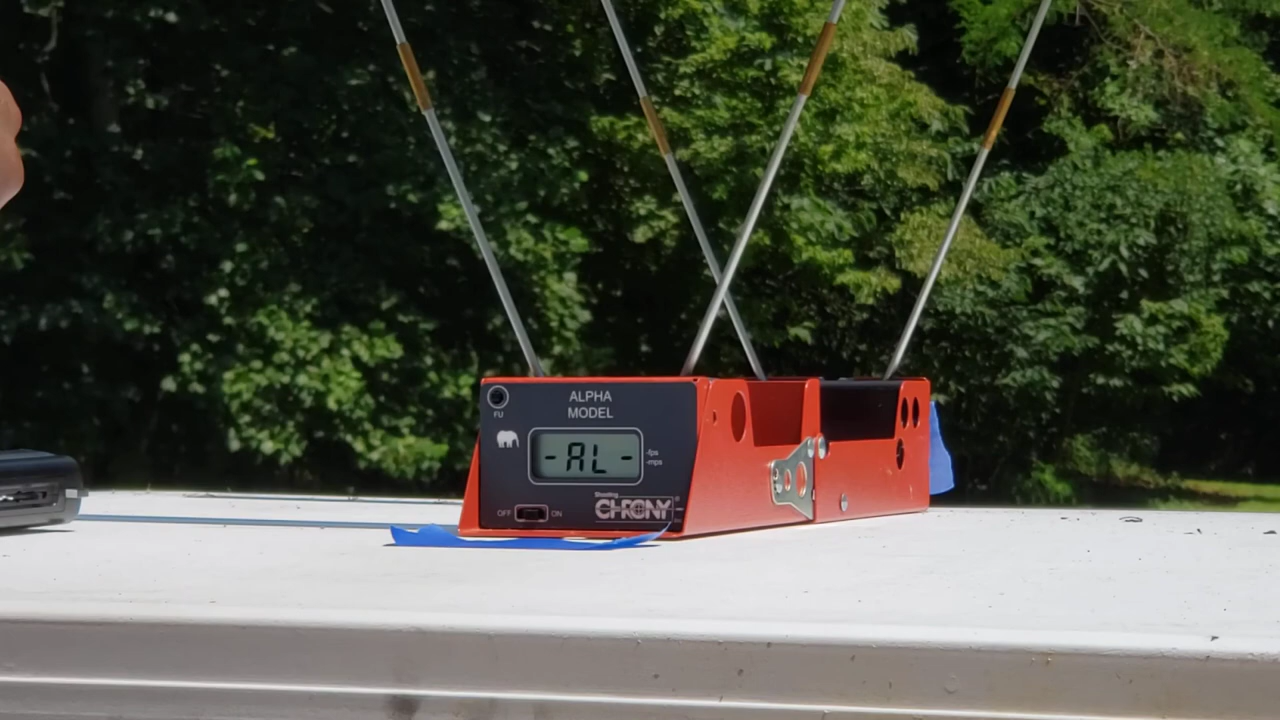 ALPHA
MODEL
FU
-AL-
-fps
-mps
Shooting
CHRONY
OFF
ON